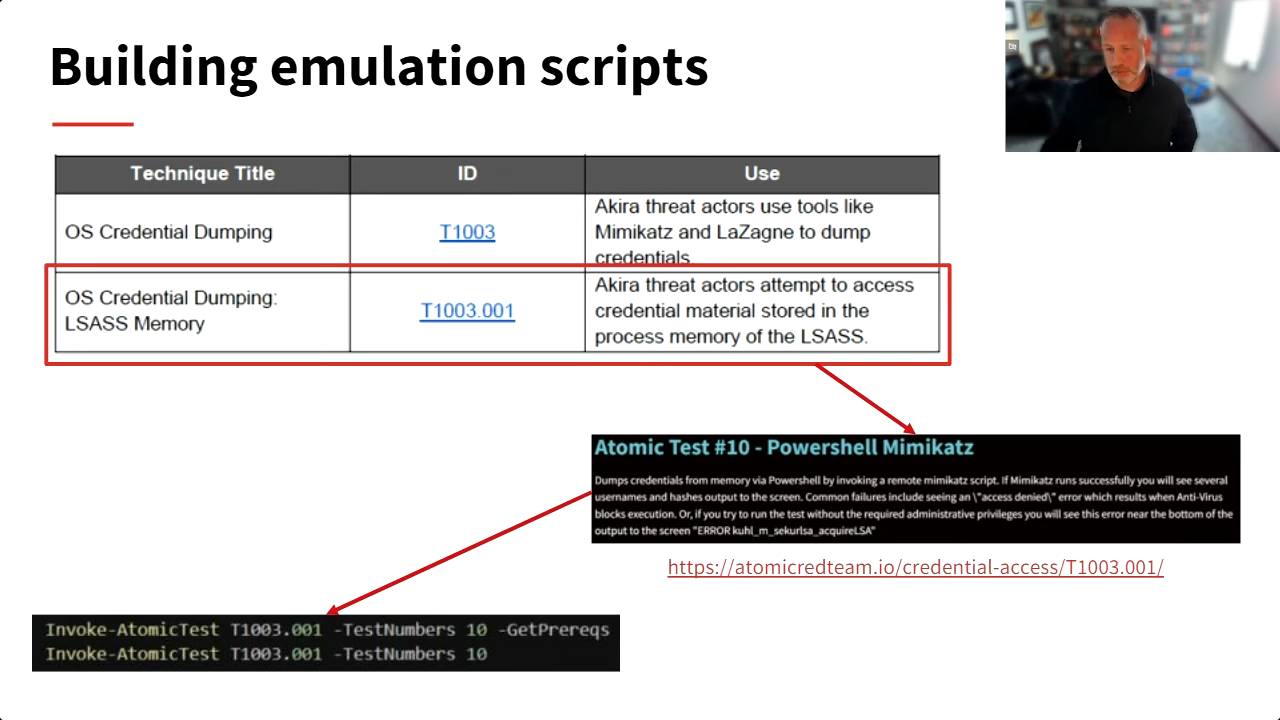 Building emulation scripts
Technique Title ID Use
OS Credential Dumping T1003 Akira threat actors use tools like
Mimikatz and LaZagne to dump
credentials.
OS Credential Dumping:
LSASS Memory
T1003.001
Akira threat actors attempt to access
credential material stored in the
process memory of the LSASS.
Atomic Test #10 - Powershell Mimikatz
Dumps credentials from memory via Powershell by invoking a remote mimikatz script. If Mimikatz runs successfully you will see several
usernames and hashes output to the screen. Common failures include seeing an \"access denied\" error which results when Anti-Virus
blocks execution. Or, if you try to run the test without the required administrative privileges you will see this error near the bottom of the
output to the screen "ERROR kuhl_m_sekurlsa_acquireLSA"
https://atomicredteam.io/credential-access/T1003.001/
Invoke-AtomicTest T1003.001 -TestNumbers 10 -GetPrereqs
Invoke-AtomicTest T1003.001 -TestNumbers 10